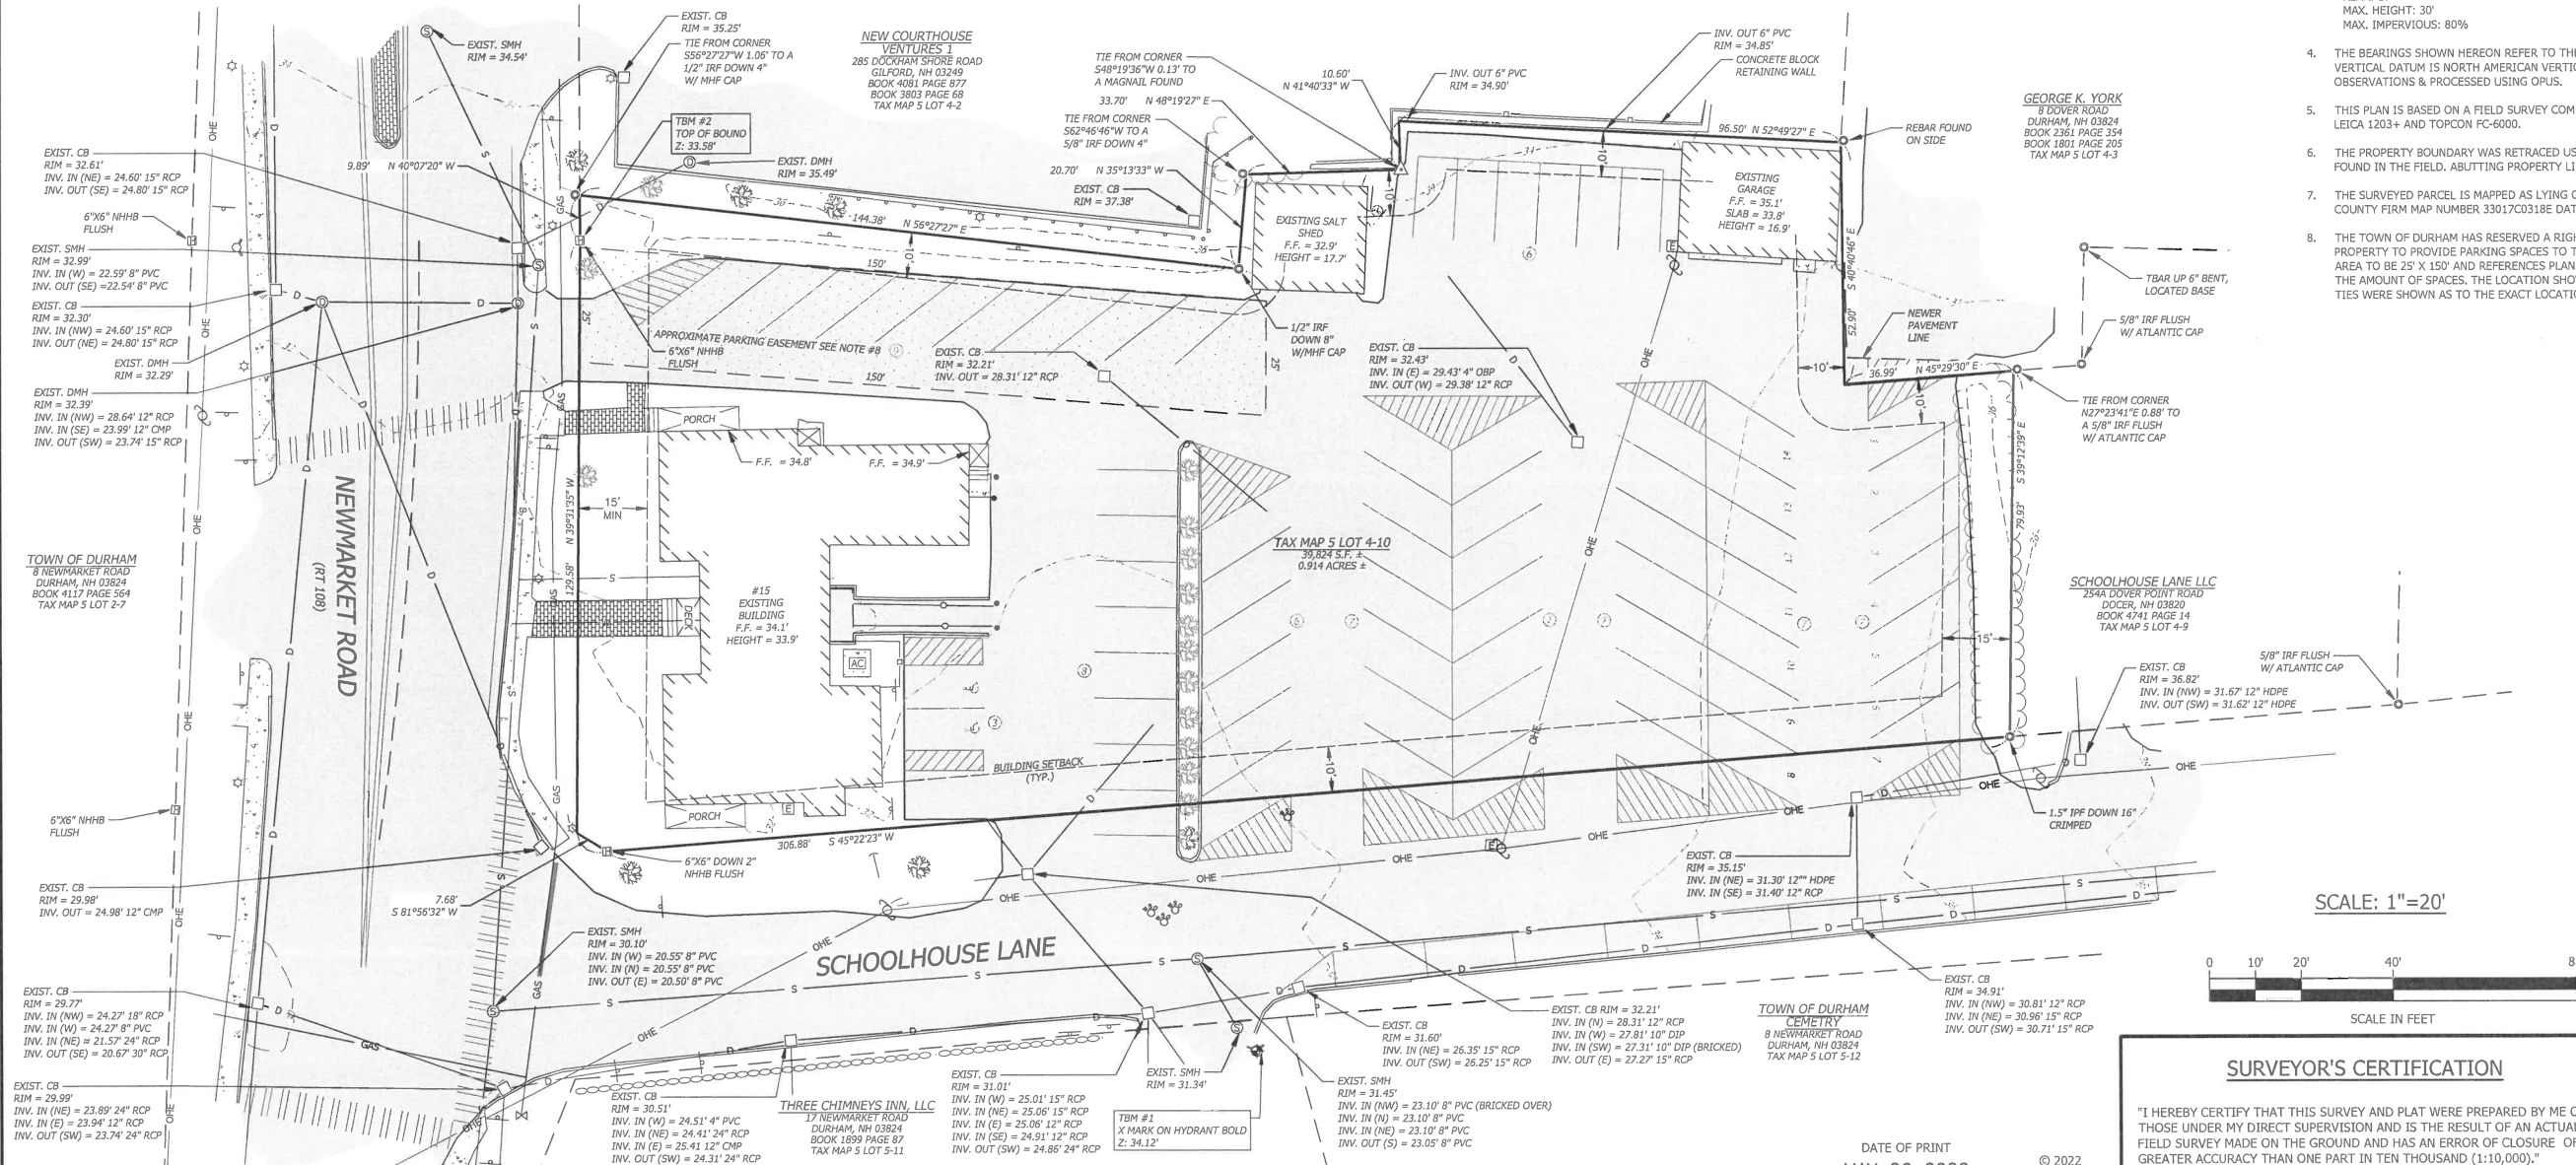 EXIST. SMH
RIM = 34.54'
EXIST. CB
RIM = 35.25'
TIE FROM CORNER
S56°27'27"W 1.06' TO A
1/2" IRF DOWN 4"
W/ MHF CAP
NEW COURTHOUSE
VENTURES 1
285 DOCKHAM SHORE ROAD
GILFORD, NH 03249
BOOK 4081 PAGE 877
BOOK 3803 PAGE 68
TAX MAP 5 LOT 4-2
TBM #2
TOP OF BOUND
Z: 33.58'
EXIST. DMH
RIM = 35.49'
9.89' N 40°07'20" W
TIE FROM CORNER
S48°19'36"W 0.13' TO
A MAGNAIL FOUND
33.70' N 48°19'27" E
TIE FROM CORNER
S62°46'46"W TO A
5/8" IRF DOWN 4"
20.70' N 35°13'33" W
EXIST. CB
RIM = 37.38'
10.60'
N 41°40'33" W
INV. OUT 6" PVC
RIM = 34.90'
INV. OUT 6" PVC
RIM = 34.85'
CONCRETE BLOCK
RETAINING WALL
96.50' N 52°49'27" E
REBAR FOUND
ON SIDE
GEORGE K. YORK
8 DOVER ROAD
DURHAM, NH 03824
BOOK 2361 PAGE 354
BOOK 1801 PAGE 205
TAX MAP 5 LOT 4-3
MAX. HEIGHT: 30'
MAX. IMPERVIOUS: 80%
4. THE BEARINGS SHOWN HEREON REFER TO THE
VERTICAL DATUM IS NORTH AMERICAN
OBSERVATIONS & PROCESSED USING OPUS.
5. THIS PLAN IS BASED ON A FIELD SURVEY
LEICA 1203+ AND TOPCON FC-6000.
6. THE PROPERTY BOUNDARY WAS RETRACED
FOUND IN THE FIELD. ABUTTING PROPERTY
7. THE SURVEYED PARCEL IS MAPPED AS LYING
COUNTY FIRM MAP NUMBER 33017C0318E
8. THE TOWN OF DURHAM HAS RESERVED A
PROPERTY TO PROVIDE PARKING SPACES TO
AREA TO BE 25' X 150' AND REFERENCES PLAN
THE AMOUNT OF SPACES. THE LOCATION
TIES WERE SHOWN AS TO THE EXACT
EXIST. CB
RIM = 32.61'
INV. IN (NE) = 24.60' 15" RCP
INV. OUT (SE) = 24.80' 15" RCP
6"X6" NHHB
FLUSH
EXIST. SMH
RIM = 32.99'
INV. IN (W) = 22.59' 8" PVC
INV. OUT (SE) =22.54' 8" PVC
EXIST. CB
RIM = 32.30'
INV. IN (NW) = 24.60' 15" RCP
INV. OUT (NE) = 24.80' 15" RCP
EXIST. DMH
RIM = 32.29'
EXIST. DMH
RIM = 32.39'
INV. IN (NW) = 28.64' 12" RCP
INV. IN (SE) = 23.99' 12" CMP
INV. OUT (SW) = 23.74' 15" RCP
144.38' N 56°27'27" E
150'
10'
25'
APPROXIMATE PARKING EASEMENT SEE NOTE #8
6"X6" NHHB
FLUSH
150'
25'
EXIST. CB
RIM = 32.21'
INV. OUT = 28.31' 12" RCP
1/2" IRF
DOWN 8"
W/MHF CAP
EXISTING SALT
SHED
F.F. = 32.9'
HEIGHT = 17.7'
10'
10'
EXISTING
GARAGE
F.F. = 35.1'
SLAB = 33.8'
HEIGHT = 16.9'
S 40°40'46" E
52.90'
EXIST. CB
RIM = 32.43'
INV. IN (E) = 29.43' 4" OBP
INV. OUT (W) = 29.38' 12" RCP
NEWER
PAVEMENT
LINE
10'
36.99' N 45°29'30" E
10'
TBAR UP 6" BENT,
LOCATED BASE
5/8" IRF FLUSH
W/ ATLANTIC CAP
TIE FROM CORNER
N27°23'41"E 0.88' TO
A 5/8" IRF FLUSH
W/ ATLANTIC CAP
S 39°12'39" E
79.93'
PORCH
F.F. = 34.8'
F.F. = 34.9'
15'
MIN
129.58' N 39°31'35" W
DECK
#15
EXISTING
BUILDING
F.F. = 34.1'
HEIGHT = 33.9'
AC
TAX MAP 5 LOT 4-10
39,824 S.F. ±
0.914 ACRES ±
NEWMARKET ROAD
(RT 108)
TOWN OF DURHAM
8 NEWMARKET ROAD
DURHAM, NH 03824
BOOK 4117 PAGE 564
TAX MAP 5 LOT 2-7
SCHOOLHOUSE LANE LLC
254A DOVER POINT ROAD
DOCER, NH 03820
BOOK 4741 PAGE 14
TAX MAP 5 LOT 4-9
15'
EXIST. CB
RIM = 36.82'
INV. IN (NW) = 31.67' 12" HDPE
INV. OUT (SW) = 31.62' 12" HDPE
5/8" IRF FLUSH
W/ ATLANTIC CAP
BUILDING SETBACK
(TYP.)
10'
PORCH
306.88' S 45°22'23" W
6"X6" NHHB
FLUSH
6"X6" DOWN 2"
NHHB FLUSH
1.5" IPF DOWN 16"
CRIMPED
EXIST. CB
RIM = 29.98'
INV. OUT = 24.98' 12" CMP
7.68'
S 81°56'32" W
EXIST. CB
RIM = 35.15'
INV. IN (NE) = 31.30' 12"" HDPE
INV. IN (SE) = 31.40' 12" RCP
EXIST. SMH
RIM = 30.10'
INV. IN (W) = 20.55' 8" PVC
INV. IN (N) = 20.55' 8" PVC
INV. OUT (E) = 20.50' 8" PVC
SCHOOLHOUSE LANE
SCALE: 1"=20'
0 10' 20' 40' 8
SCALE IN FEET
EXIST. CB
RIM = 29.77'
INV. IN (NW) = 24.27' 18" RCP
INV. IN (W) = 24.27' 8" PVC
INV. IN (NE) ≈ 21.57' 24" RCP
INV. OUT (SE) = 20.67' 30" RCP
EXIST. CB
RIM = 29.99'
INV. IN (NE) = 23.89' 24" RCP
INV. IN (E) = 23.94' 12" RCP
INV. OUT (SW) = 23.74' 24" RCP
EXIST. CB
RIM = 30.51'
INV. IN (W) = 24.51' 4" PVC
INV. IN (NE) = 24.41' 24" RCP
INV. IN (E) = 25.41 12" CMP
INV. OUT (SW) = 24.31' 24" RCP
THREE CHIMNEYS INN, LLC
17 NEWMARKET ROAD
DURHAM, NH 03824
BOOK 1899 PAGE 87
TAX MAP 5 LOT 5-11
EXIST. CB
RIM = 31.01'
INV. IN (W) = 25.01' 15" RCP
INV. IN (NE) = 25.06' 15" RCP
INV. IN (E) = 25.06' 12" RCP
INV. IN (SE) = 24.91' 12" RCP
INV. OUT (SW) = 24.86' 24" RCP
EXIST. SMH
RIM = 31.34'
TBM #1
X MARK ON HYDRANT BOLD
Z: 34.12'
EXIST. CB
RIM = 31.60'
INV. IN (NE) = 26.35' 15" RCP
INV. OUT (SW) = 26.25' 15" RCP
EXIST. SMH
RIM = 31.45'
INV. IN (NW) = 23.10' 8" PVC (BRICKED OVER)
INV. IN (N) = 23.10' 8" PVC
INV. IN (NE) = 23.10' 8" PVC
INV. OUT (S) = 23.05' 8" PVC
EXIST. CB RIM = 32.21'
INV. IN (N) = 28.31' 12" RCP
INV. IN (W) = 27.81' 10" DIP
INV. IN (SW) = 27.31' 10" DIP (BRICKED)
INV. OUT (E) = 27.27' 15" RCP
TOWN OF DURHAM
CEMETRY
8 NEWMARKET ROAD
DURHAM, NH 03824
TAX MAP 5 LOT 5-12
EXIST. CB
RIM = 34.91'
INV. IN (NW) = 30.81' 12" RCP
INV. IN (NE) = 30.96' 15" RCP
INV. OUT (SW) = 30.71' 15" RCP
DATE OF PRINT
© 2022
SURVEYOR'S CERTIFICATION
"I HEREBY CERTIFY THAT THIS SURVEY AND PLAT WERE PREPARED BY ME
THOSE UNDER MY DIRECT SUPERVISION AND IS THE RESULT OF AN
FIELD SURVEY MADE ON THE GROUND AND HAS AN ERROR OF CLOSURE
GREATER ACCURACY THAN ONE PART IN TEN THOUSAND (1:10,000)."